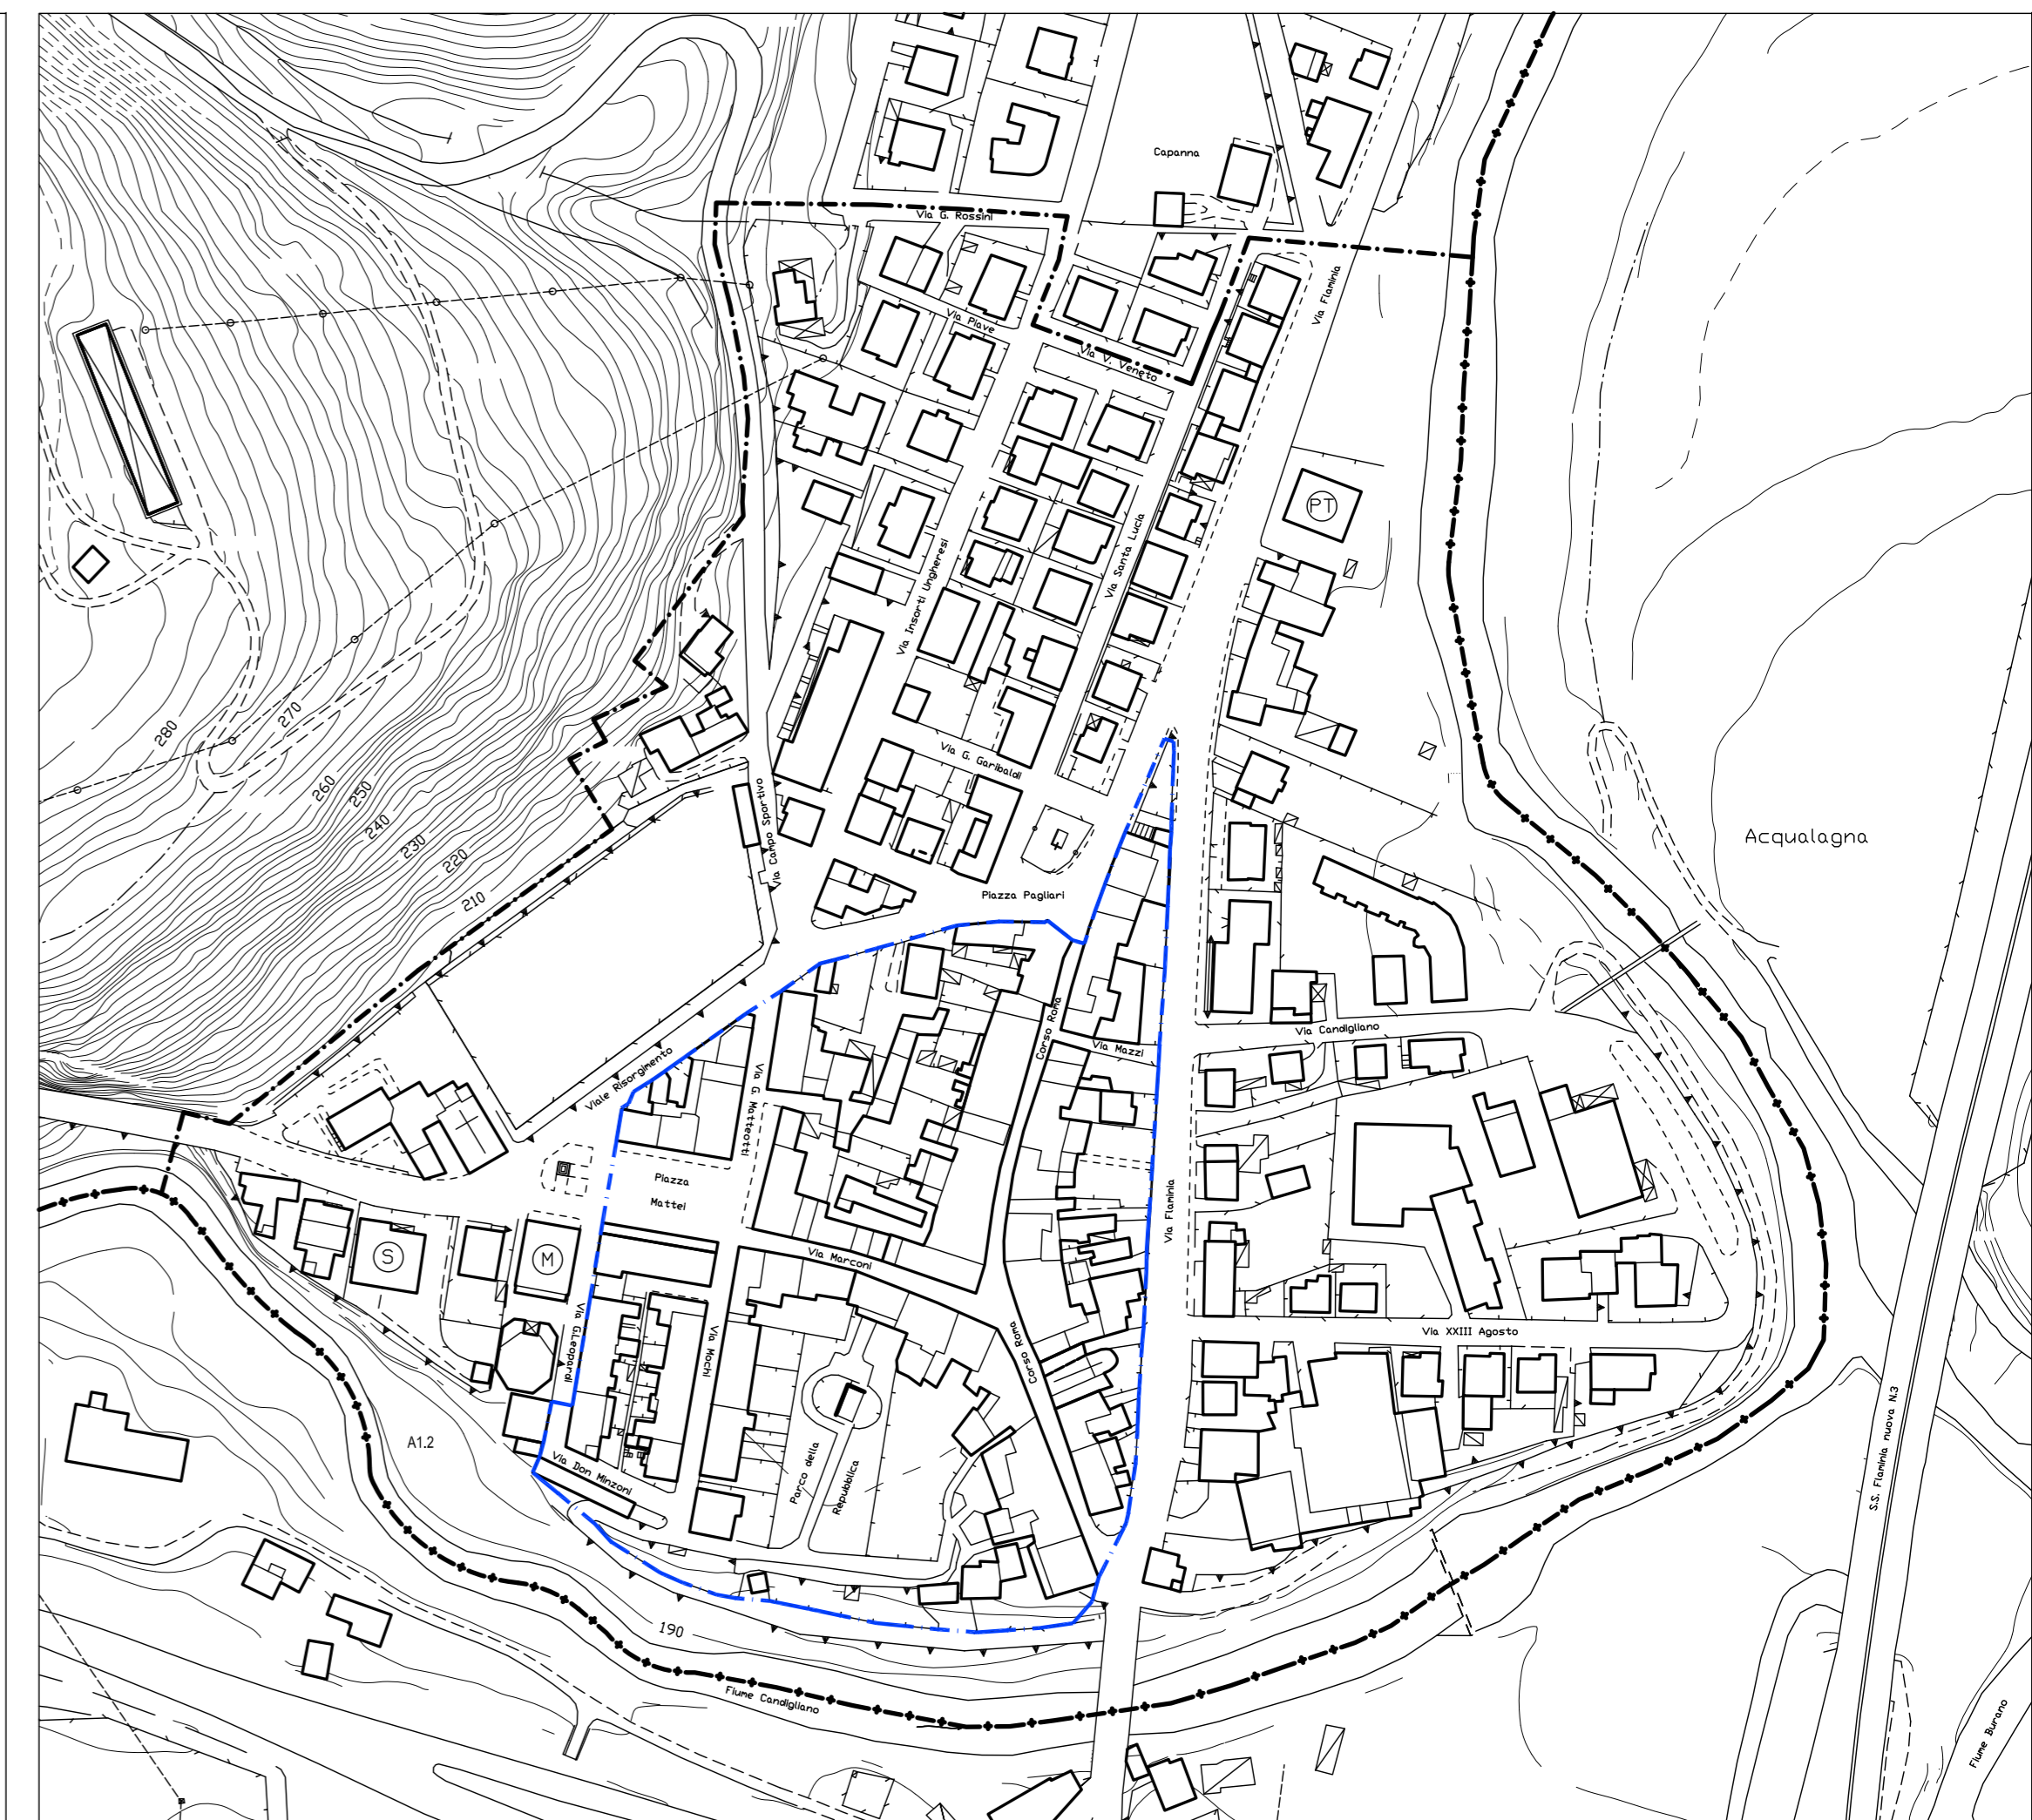 Capanna
Via G. Rossini
Via Flaminia
Via Piave
Via V. Veneto
PT
Via Santa Lucia
Via Insorti Ungheresi
280
270
260
250
240
230
220
210
Via G. Garibaldi
Via Campo Sportivo
Acqualagna
Piazza Pagliari
Corso Roma
Via Candigliano
Via Mazzi
Viale Risorgimento
Via G. Matteotti
Piazza
Mattei
Via Flaminia
S
M
Via Marconi
Via G.Leopardi
Via Mochi
Corso Roma
Via XXIII Agosto
A1.2
Via Don Minzoni
Parco della
Repubblica
S.S. Flaminia nuova N.3
190
Fiume Candigliano
Fiume Burano